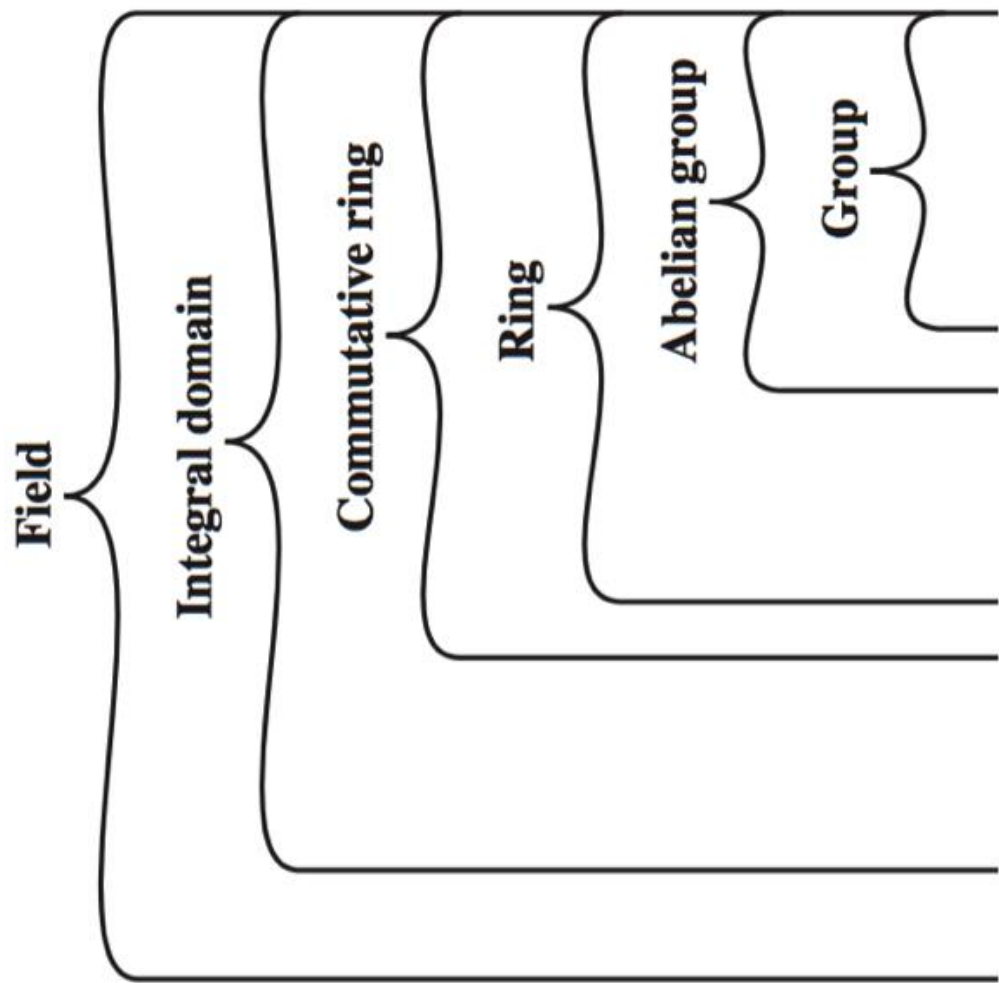 Field
Integral domain
Commutative ring
Ring
Abelian group
Group